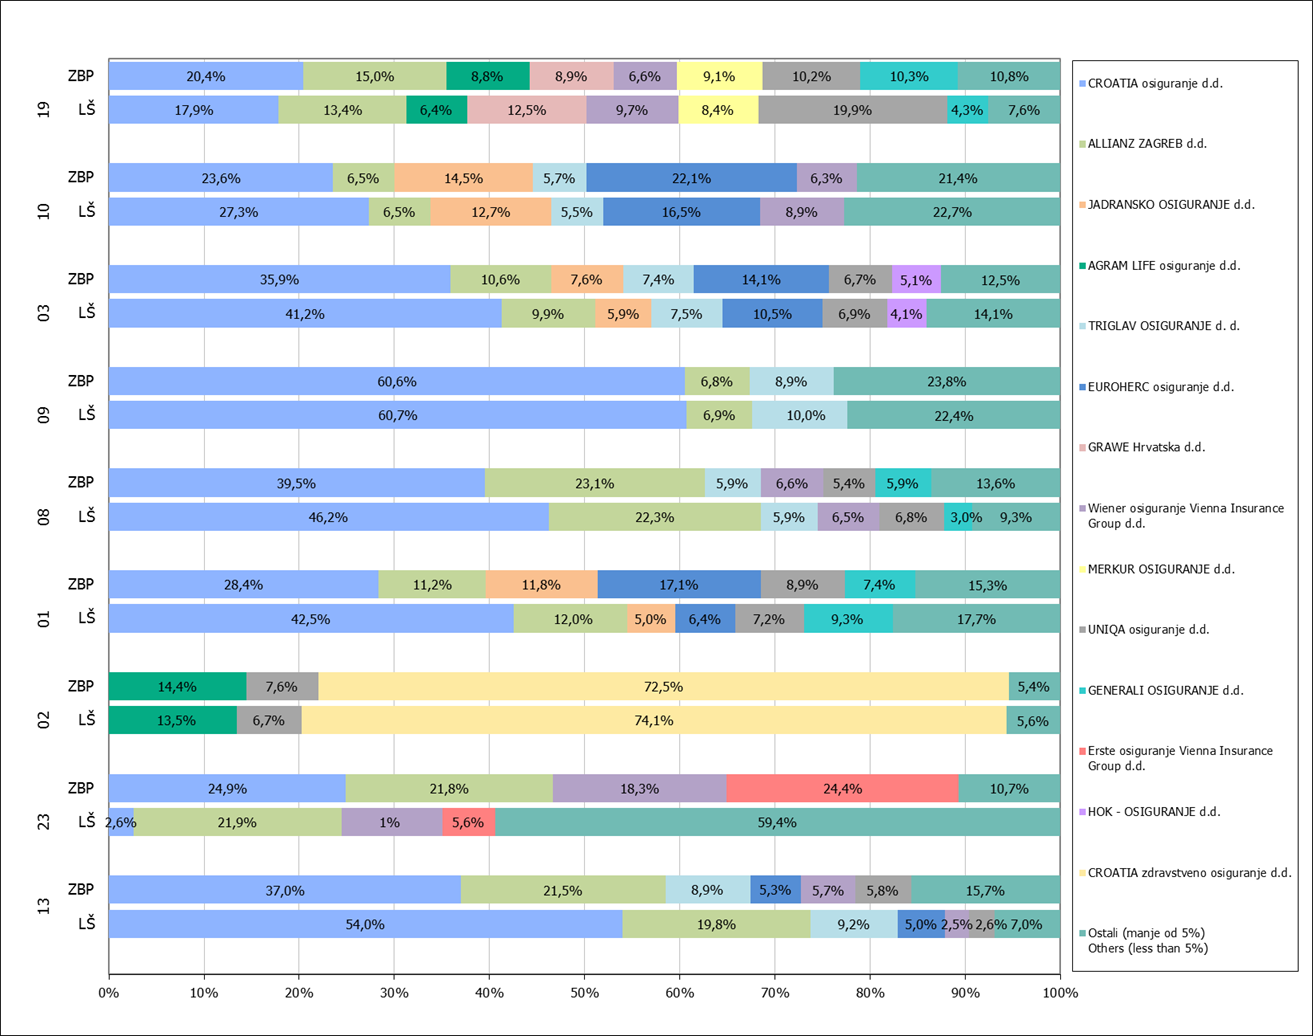 ZBP 20,4% 15,0% 8,8% 8,9% 6,6% 9,1% 10,2% 10,3% 10,8%
19
LŠ 17,9% 13,4% 6,4% 12,5% 9,7% 8,4% 19,9% 4,3% 7,6%
ZBP 23,6% 6,5% 14,5% 5,7% 22,1% 6,3% 21,4%
10
LŠ 27,3% 6,5% 12,7% 5,5% 16,5% 8,9% 22,7%
ZBP 35,9% 10,6% 7,6% 7,4% 14,1% 6,7% 5,1% 12,5%
03
LŠ 41,2% 9,9% 5,9% 7,5% 10,5% 6,9% 4,1% 14,1%
ZBP 60,6% 6,8% 8,9% 23,8%
09
LŠ 60,7% 6,9% 10,0% 22,4%
ZBP 39,5% 23,1% 5,9% 6,6% 5,4% 5,9% 13,6%
08
LŠ 46,2% 22,3% 5,9% 6,5% 6,8% 3,0% 9,3%
ZBP 28,4% 11,2% 11,8% 17,1% 8,9% 7,4% 15,3%
01
LŠ 42,5% 12,0% 5,0% 6,4% 7,2% 9,3% 17,7%
ZBP 14,4% 7,6% 72,5% 5,4%
02
LŠ 13,5% 6,7% 74,1% 5,6%
ZBP 24,9% 21,8% 18,3% 24,4% 10,7%
23
LŠ 2,6% 21,9% 1% 5,6% 59,4%
ZBP 37,0% 21,5% 8,9% 5,3% 5,7% 5,8% 15,7%
13
LŠ 54,0% 19,8% 9,2% 5,0% 2,5% 2,6% 7,0%
0% 10% 20% 30% 40% 50% 60% 70% 80% 90% 100%
CROATIA osiguranje d.d.
ALLIANZ ZAGREB d.d.
JADRANSKO OSIGURANJE d.d.
AGRAM LIFE osiguranje d.d.
TRIGLAV OSIGURANJE d. d.
EUROHERC osiguranje d.d.
GRAWE Hrvatska d.d.
Wiener osiguranje Vienna Insurance
Group d.d.
MERKUR OSIGURANJE d.d.
UNIQA osiguranje d.d.
GENERALI OSIGURANJE d.d.
Erste osiguranje Vienna Insurance
Group d.d.
HOK - OSIGURANJE d.d.
CROATIA zdravstveno osiguranje d.d.
Ostali (manje od 5%)
Others (less than 5%)